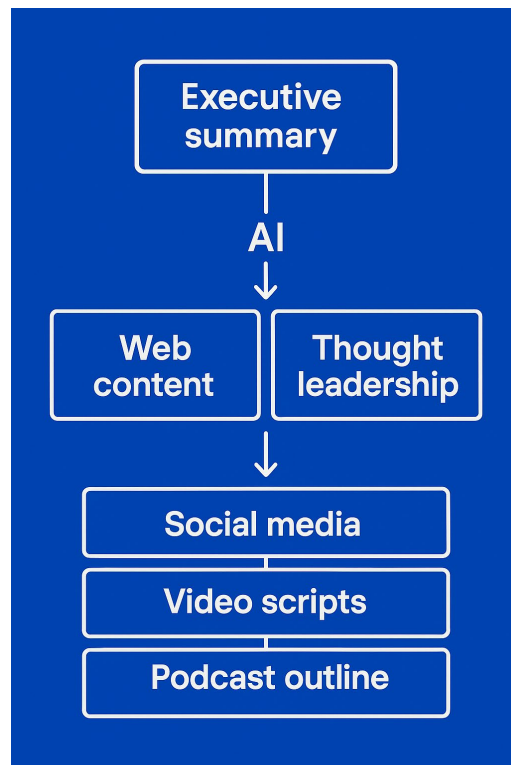 Executive
summary
AI
Web
content
Thought
leadership
Social media
Video scripts
Podcast outline